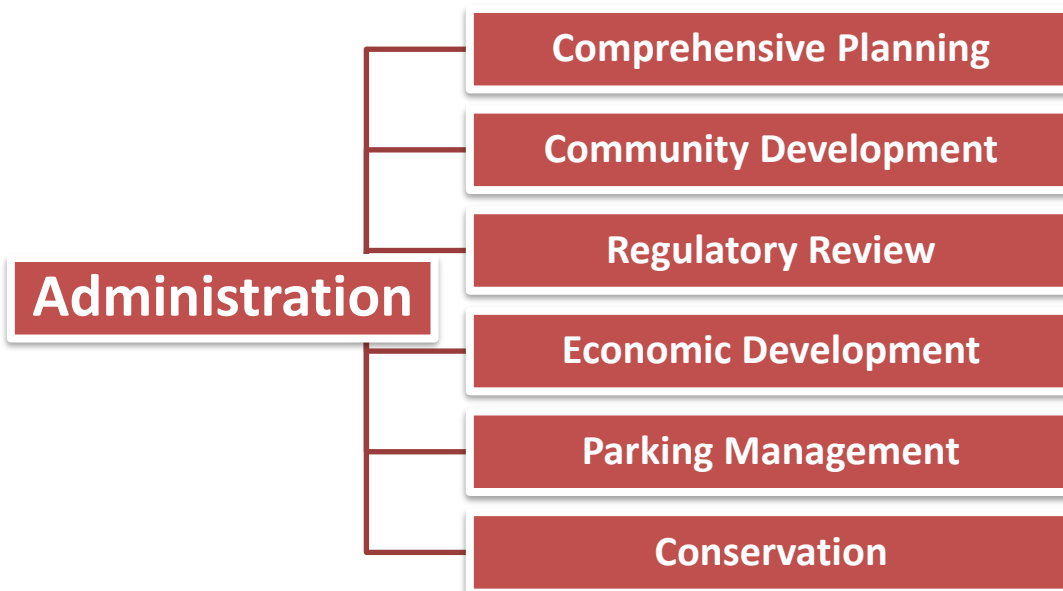 Administration
Comprehensive Planning
Community Development
Regulatory Review
Economic Development
Parking Management
Conservation